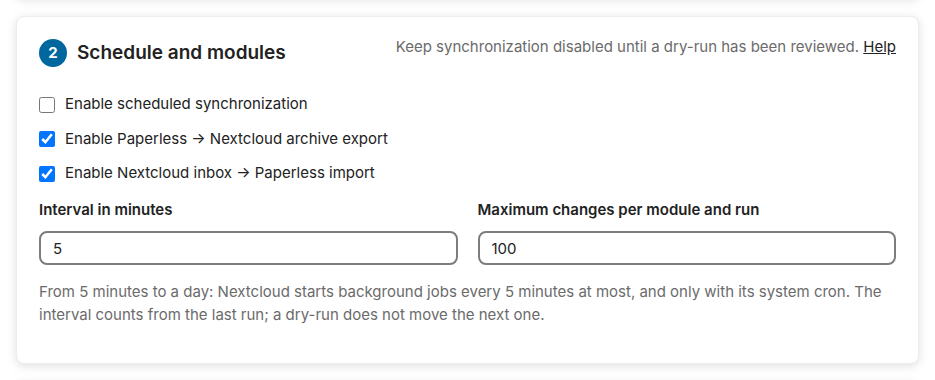 2 Schedule and modules
Keep synchronization disabled until a dry-run has been reviewed. Help
Enable scheduled synchronization
Enable Paperless → Nextcloud archive export
Enable Nextcloud inbox → Paperless import
Interval in minutes
5
Maximum changes per module and run
100
From 5 minutes to a day: Nextcloud starts background jobs every 5 minutes at most, and only with its system cron. The
interval counts from the last run; a dry-run does not move the next one.